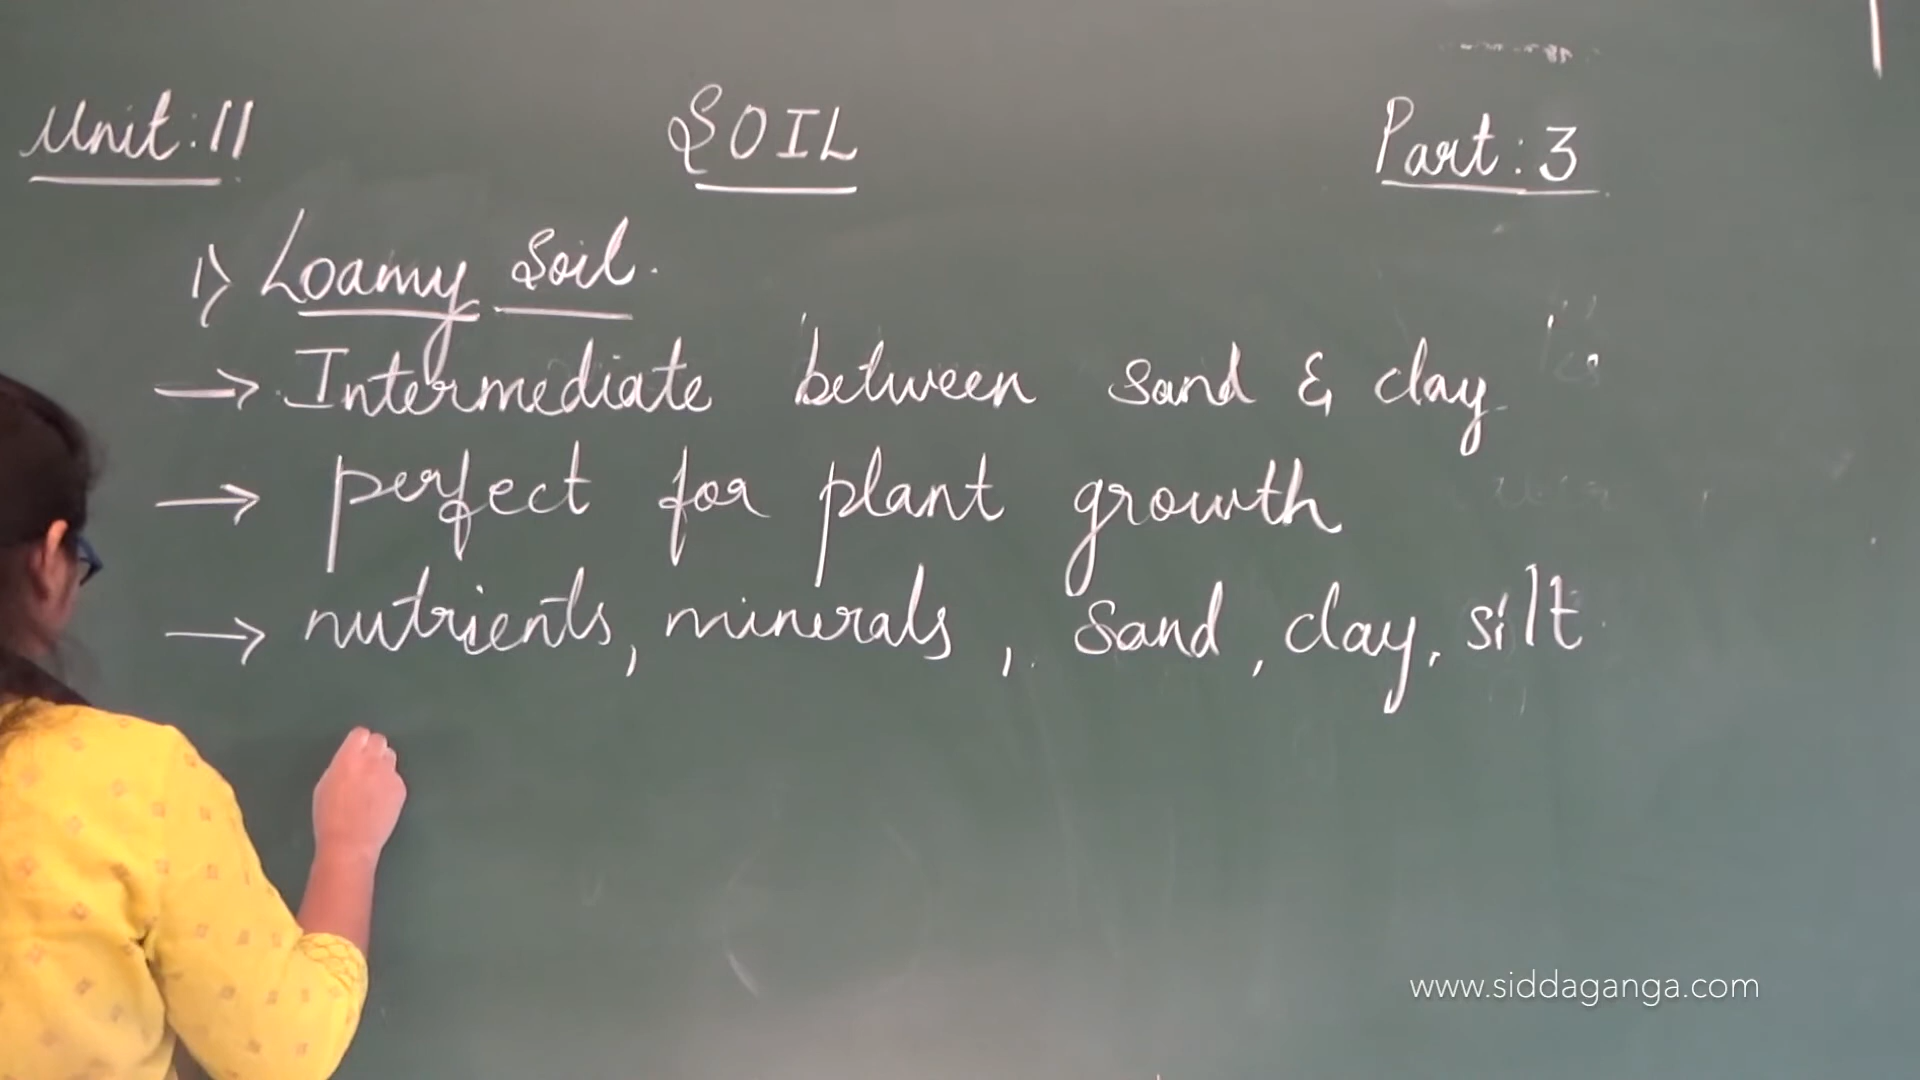 Unit: 11 SOIL Part: 3
1) Loamy Soil.
→ Intermediate between sand & clay
→ perfect for plant growth
→ nutrients, minerals, sand, clay, silt.
www.siddaganga.com